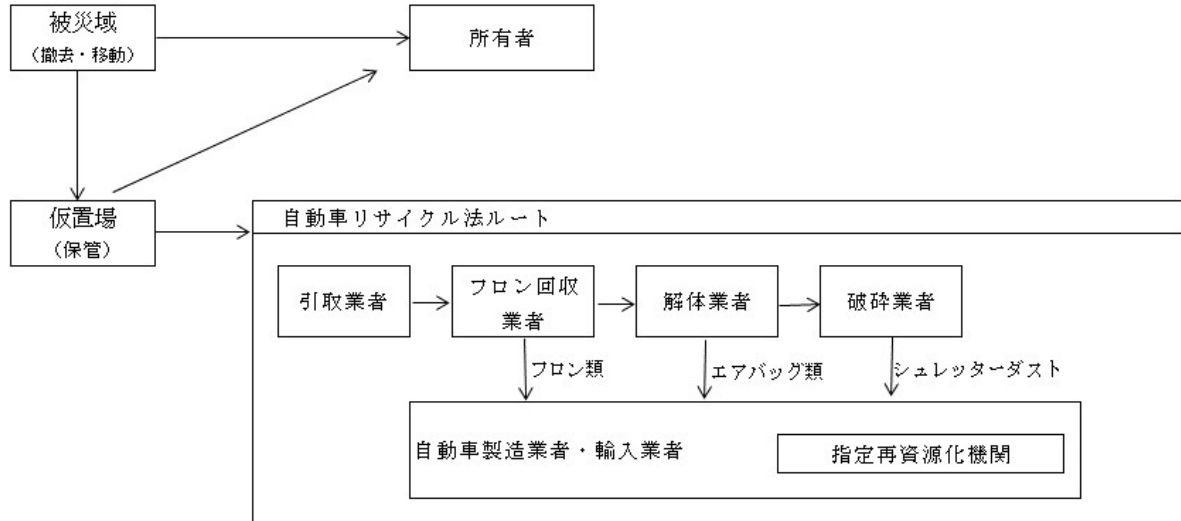 被災域
（撤去・移動）
所有者
仮置場
（保管）
自動車リサイクル法ルート
引取業者
フロン回収
業者
解体業者
破砕業者
フロン類
エアバッグ類
シュレッターダスト
自動車製造業者・輸入業者
指定再資源化機関